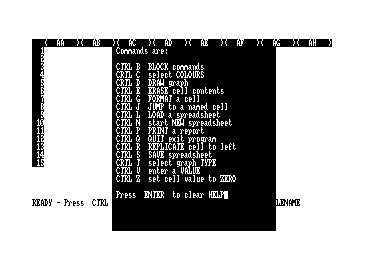 ( AA )( AB )( AC )( AD )( AE )( AF )( AG )( AH )
1 Commands are:
2
3 CTRL B BLOCK commands
4 CRTL C select COLOURS
5 CTRL D DRAW graph
6 CTRL E ERASE cell contents
7 CTRL G FORMAT a cell
8 CTRL J JUMP to a named cell
9 CTRL L LOAD a spreadsheet
10 CTRL N start NEW spreadsheet
11 CTRL P PRINT a report
12 CTRL Q QUIT exit program
13 CTRL R REPLICATE cell to left
14 CTRL S SAVE spreadsheet
15 CRTL T select graph TYPE
CTRL V enter a VALUE
CTRL Z set cell value to ZERO
Press ENTER to clear HELP
READY - Press CTRL LENAME